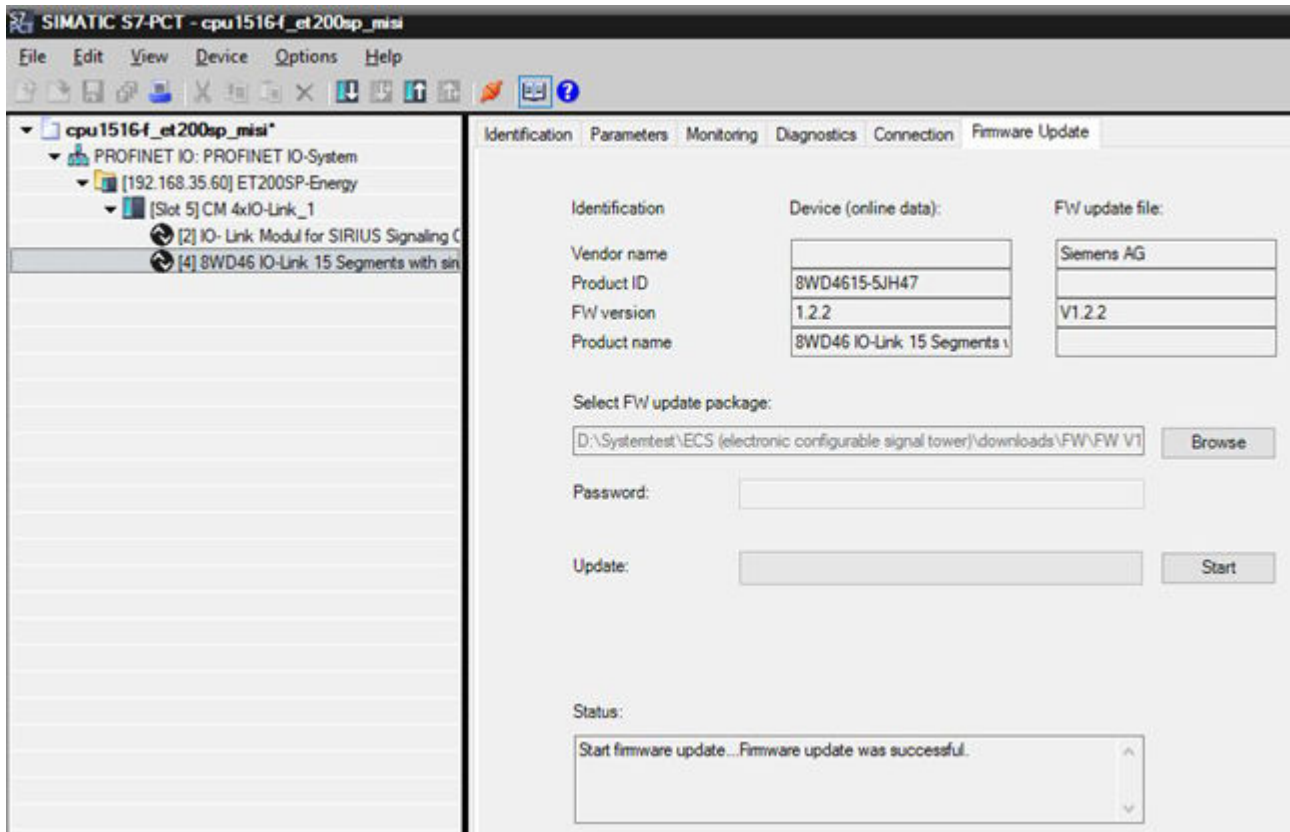 SIMATIC S7-PCT - cpu1516-f_et200sp_misi
File Edit View Device Options Help
cpu1516-f_et200sp_misi*
PROFINET IO: PROFINET IO-System
[192.168.35.60] ET200SP-Energy
[Slot 5] CM 4xIO-Link_1
[2] IO- Link Modul for SIRIUS Signaling C
[4] 8WD46 IO-Link 15 Segments with sin
Identification Parameters Monitoring Diagnostics Connection Firmware Update
Identification Device (online data): FW update file:
Vendor name Siemens AG
Product ID 8WD4615-5JH47
FW version 1.2.2 V1.2.2
Product name 8WD46 IO-Link 15 Segments
Select FW update package:
D:\Systemtest\ECS (electronic configurable signal tower)\downloads\FW\FW V1 Browse
Password:
Update: Start
Status:
Start firmware update...Firmware update was successful.